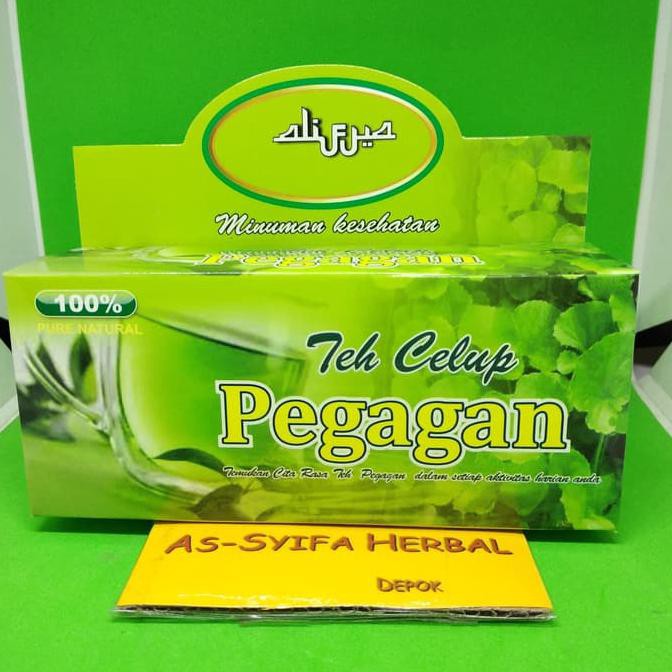 aliffya
Minuman kesehatan
Pegagan
100%
PURE NATURAL
Teh Celup
Pegagan
Temukan Cita Rasa Teh Pegagan dalam setiap aktivitas harian anda
AS-SYIFA HERBAL
DEPOK